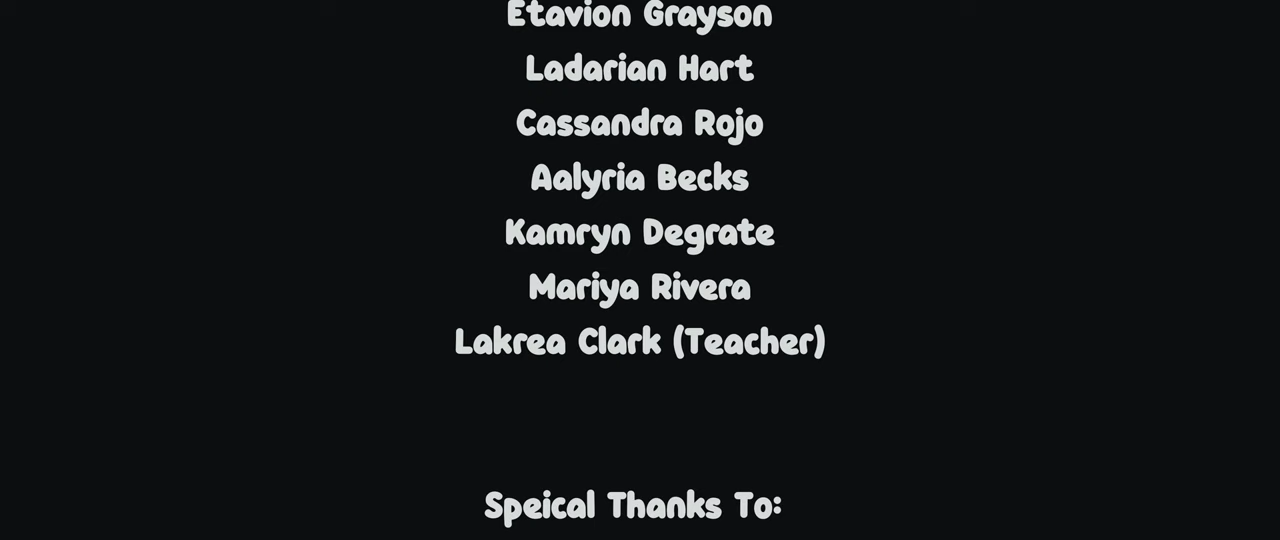 Etavion Grayson
Ladarian Hart
Cassandra Rojo
Aalyria Becks
Kamryn Degrate
Mariya Rivera
Lakrea Clark (Teacher)
Speical Thanks To: